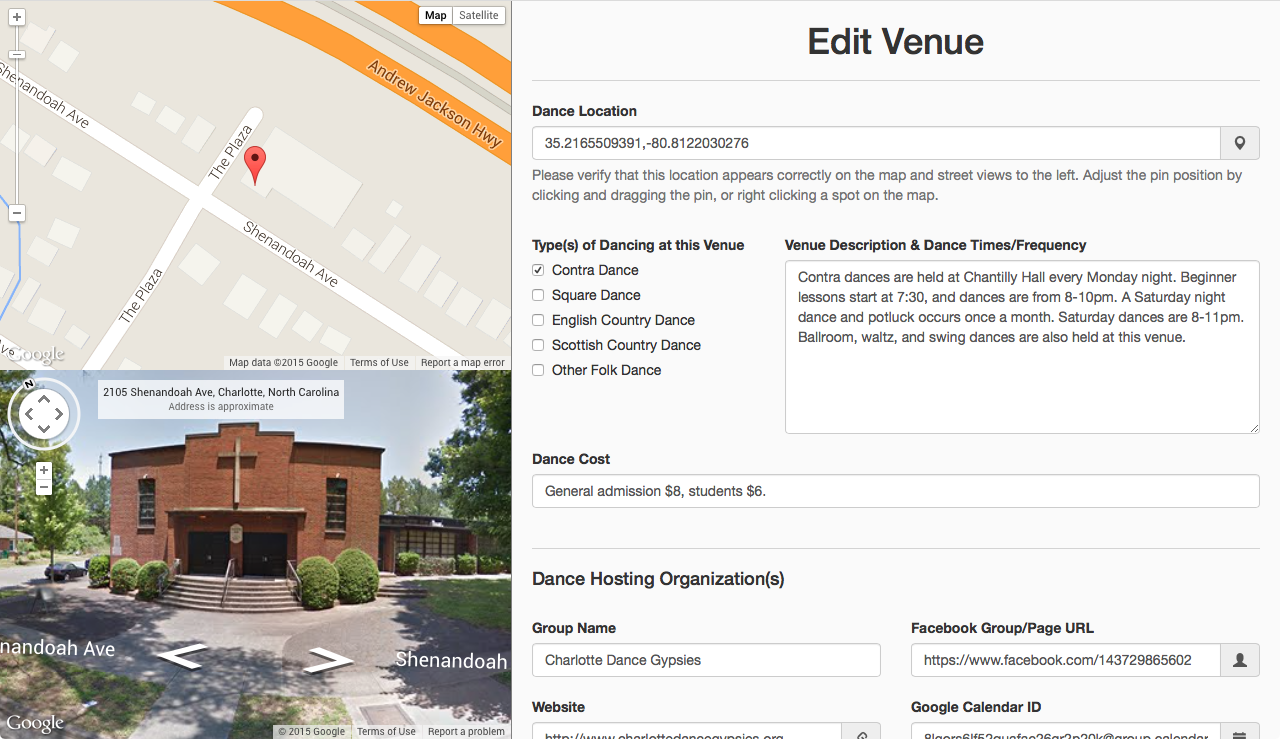 Map Satellite
Andrew Jackson Hwy
Shenandoah Ave
The Plaza
Shenandoah Ave
The Plaza
Google
Map data ©2015 Google Terms of Use Report a map error
N
2105 Shenandoah Ave, Charlotte, North Carolina
Address is approximate
nandoah Ave
Shenandoah
Google
© 2015 Google Terms of Use Report a problem
Edit Venue
Dance Location
35.2165509391,-80.8122030276
Please verify that this location appears correctly on the map and street views to the left. Adjust the pin position by
clicking and dragging the pin, or right clicking a spot on the map.
Type(s) of Dancing at this Venue
Contra Dance
Square Dance
English Country Dance
Scottish Country Dance
Other Folk Dance
Venue Description & Dance Times/Frequency
Contra dances are held at Chantilly Hall every Monday night. Beginner
lessons start at 7:30, and dances are from 8-10pm. A Saturday night
dance and potluck occurs once a month. Saturday dances are 8-11pm.
Ballroom, waltz, and swing dances are also held at this venue.
Dance Cost
General admission $8, students $6.
Dance Hosting Organization(s)
Group Name
Charlotte Dance Gypsies
Facebook Group/Page URL
https://www.facebook.com/143729865602
Website
http://www.charlottedancegypsies.org
Google Calendar ID